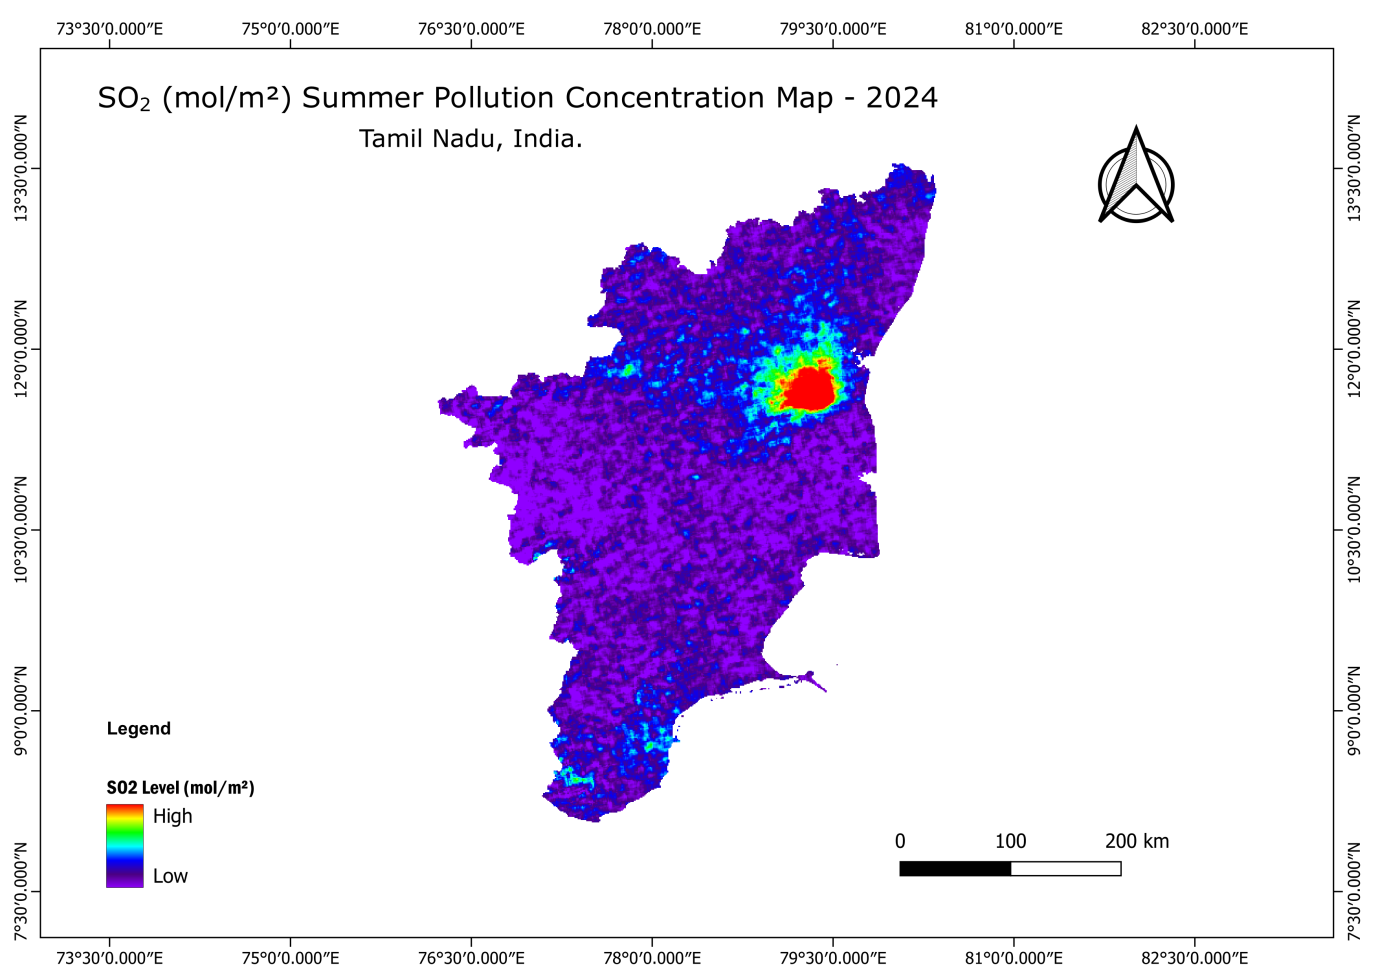 73°30′0.000″E 75°0′0.000″E 76°30′0.000″E 78°0′0.000″E 79°30′0.000″E 81°0′0.000″E 82°30′0.000″E
SO₂ (mol/m²) Summer Pollution Concentration Map - 2024
Tamil Nadu, India.
13°30′0.000″N
12°0′0.000″N
10°30′0.000″N
9°0′0.000″N
7°30′0.000″N
13°30′0.000″N
12°0′0.000″N
10°30′0.000″N
9°0′0.000″N
7°30′0.000″N
Legend
SO2 Level (mol/m²)
High
Low
0 100 200 km
73°30′0.000″E 75°0′0.000″E 76°30′0.000″E 78°0′0.000″E 79°30′0.000″E 81°0′0.000″E 82°30′0.000″E